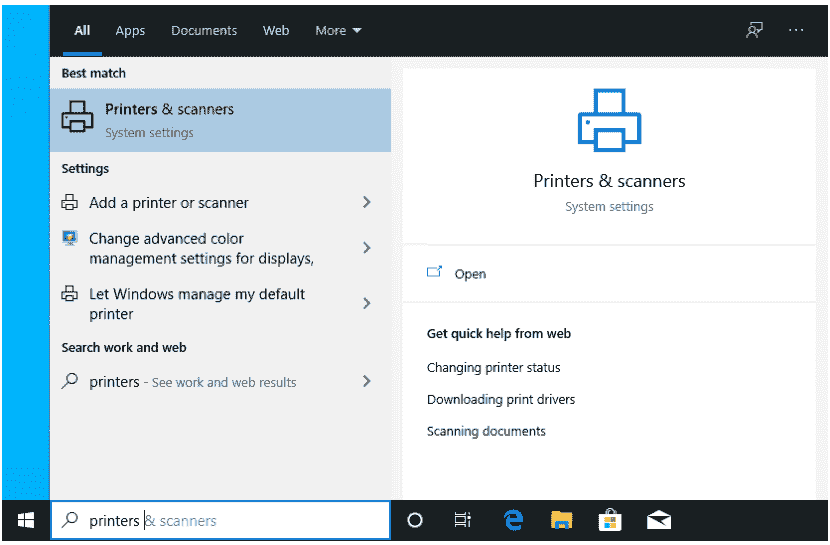 All Apps Documents Web More
Best match
Printers & scanners
System settings
Settings
Add a printer or scanner
Change advanced color
management settings for displays,
Let Windows manage my default
printer
Search work and web
printers - See work and web results
Printers & scanners
System settings
Open
Get quick help from web
Changing printer status
Downloading print drivers
Scanning documents
printers & scanners